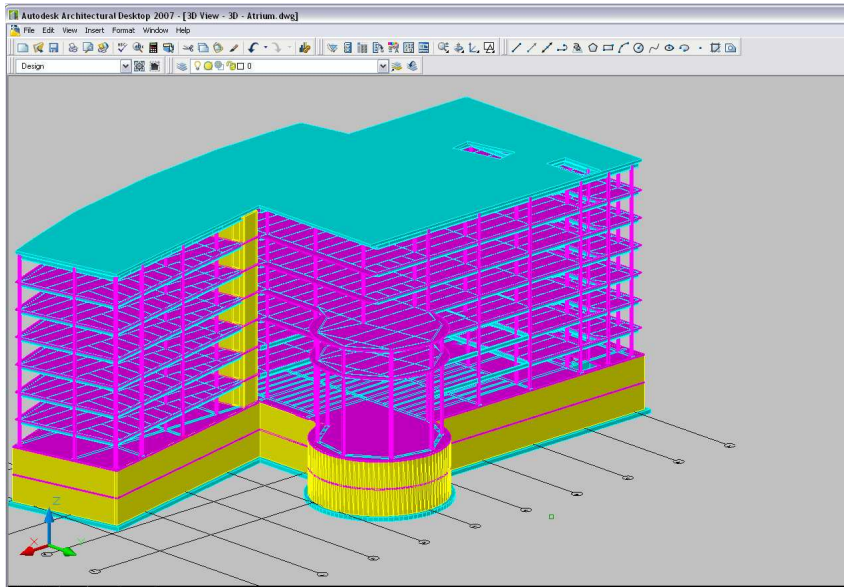 Autodesk Architectural Desktop 2007 - [3D View - 3D - Atrium.dwg]
File Edit View Insert Format Window Help
Design 0
Z
X
Y